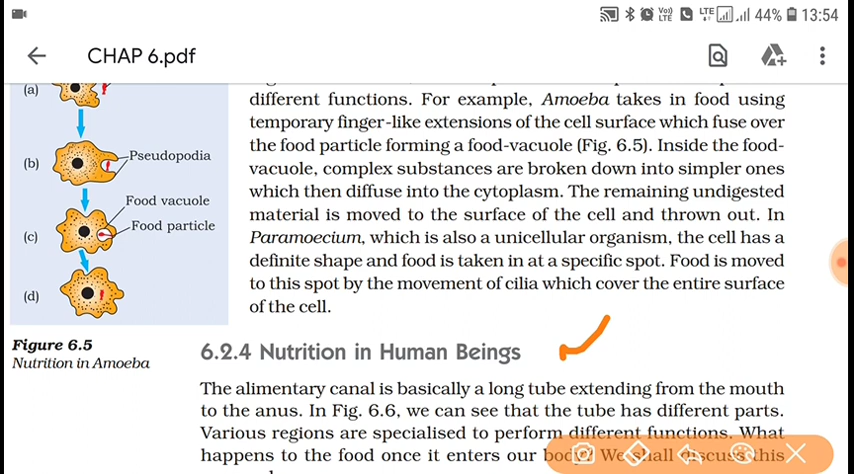 44% 13:54
CHAP 6.pdf
(a)
different functions. For example, Amoeba takes in food using
temporary finger-like extensions of the cell surface which fuse over
the food particle forming a food-vacuole (Fig. 6.5). Inside the food-
vacuole, complex substances are broken down into simpler ones
which then diffuse into the cytoplasm. The remaining undigested
material is moved to the surface of the cell and thrown out. In
Paramoecium, which is also a unicellular organism, the cell has a
definite shape and food is taken in at a specific spot. Food is moved
to this spot by the movement of cilia which cover the entire surface
of the cell.
(b)
Pseudopodia
Food vacuole
(c)
Food particle
(d)
Figure 6.5
Nutrition in Amoeba
6.2.4 Nutrition in Human Beings
The alimentary canal is basically a long tube extending from the mouth
to the anus. In Fig. 6.6, we can see that the tube has different parts.
Various regions are specialised to perform different functions. What
happens to the food once it enters our body? We shall discuss this